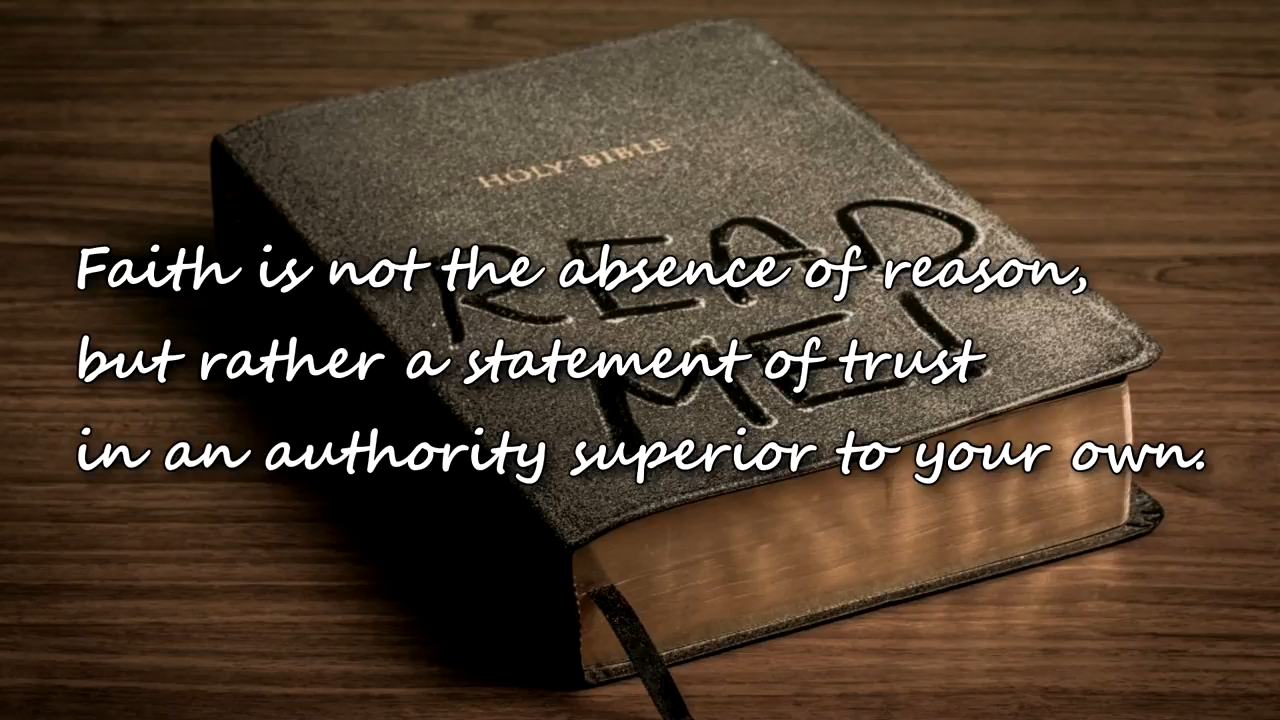 HOLY BIBLE
READ
ME!
Faith is not the absence of reason,
but rather a statement of trust
in an authority superior to your own.